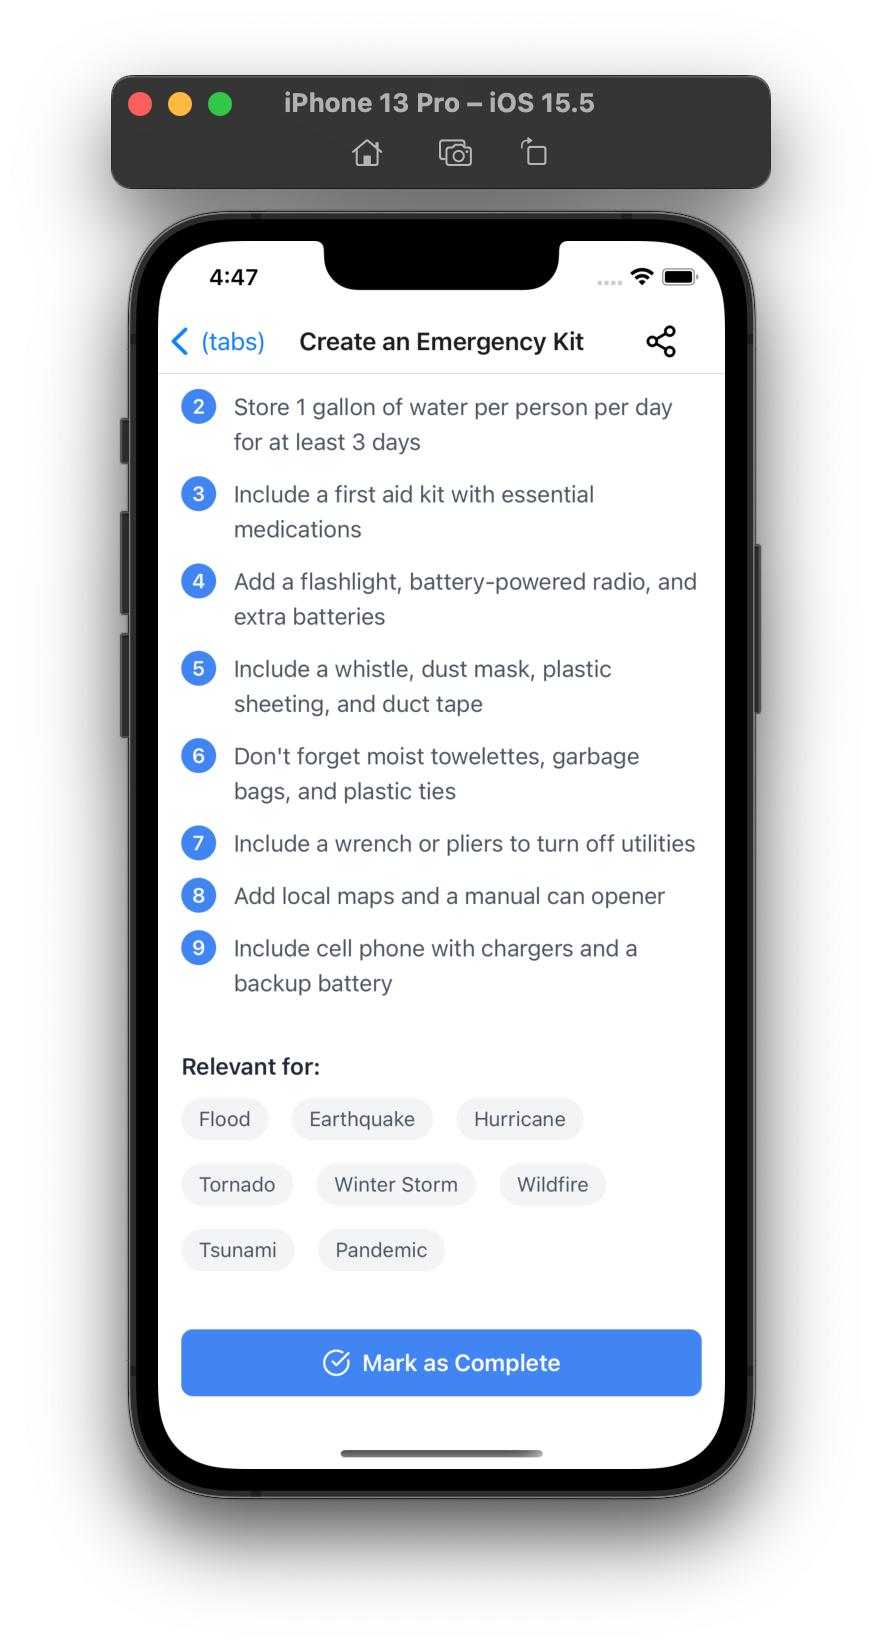 iPhone 13 Pro – iOS 15.5
4:47
(tabs)
Create an Emergency Kit
2 Store 1 gallon of water per person per day
for at least 3 days
3 Include a first aid kit with essential
medications
4 Add a flashlight, battery-powered radio, and
extra batteries
5 Include a whistle, dust mask, plastic
sheeting, and duct tape
6 Don't forget moist towelettes, garbage
bags, and plastic ties
7 Include a wrench or pliers to turn off utilities
8 Add local maps and a manual can opener
9 Include cell phone with chargers and a
backup battery
Relevant for:
Flood Earthquake Hurricane
Tornado Winter Storm Wildfire
Tsunami Pandemic
Mark as Complete